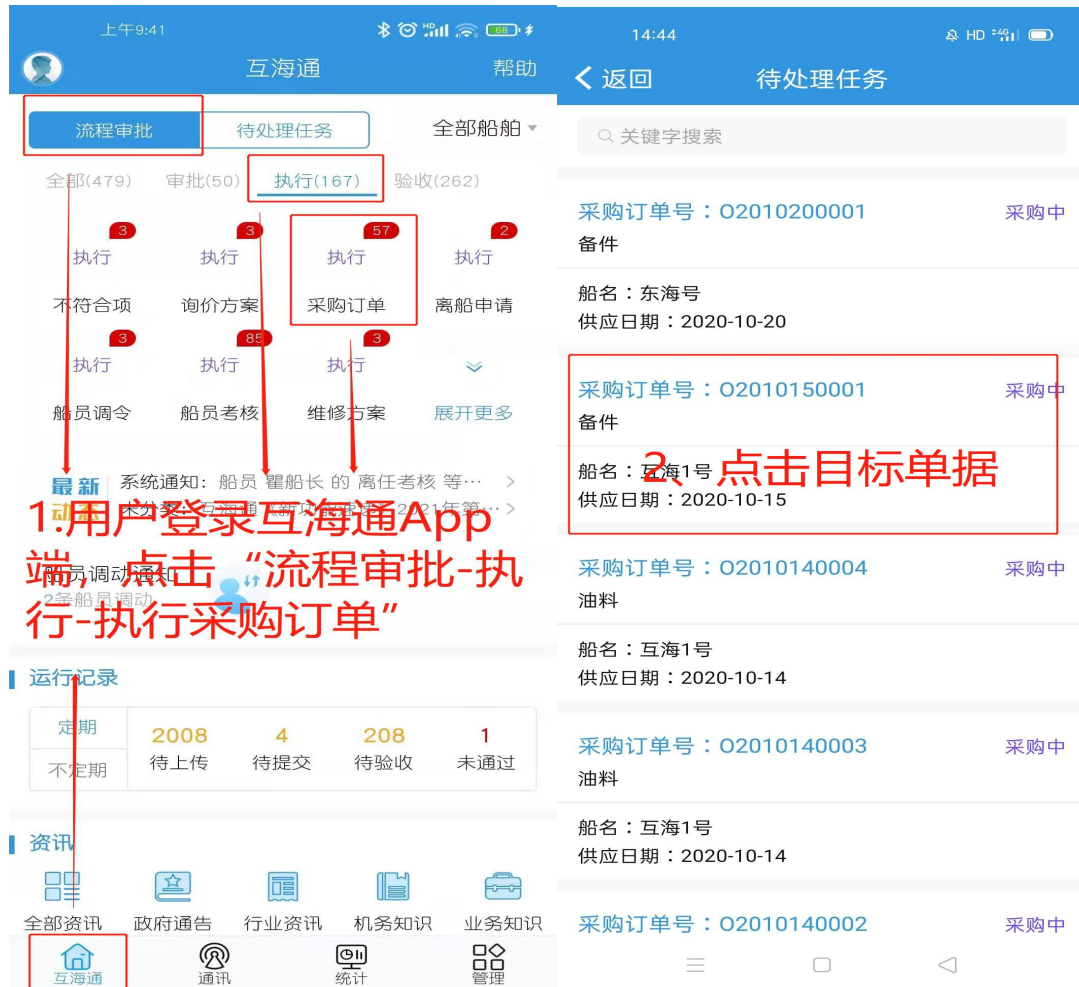 上午9:41
68
互海通
帮助
流程审批
待处理任务
全部船舶
全部(479)
审批(50)
执行(167)
验收(262)
3
3
57
2
执行
执行
执行
执行
不符合项
询价方案
采购订单
离船申请
3
85
3
执行
执行
执行
船员调令
船员考核
维修方案
展开更多
最新
动态
系统通知：船员 瞿船长 的 离任考核 等…
1.用户登录互海通App
端，点击“流程审批-执
行-执行采购订单”
船员调动通知
2条船员调动
运行记录
定期
不定期
2008
4
208
1
待上传
待提交
待验收
未通过
资讯
全部资讯
政府通告
行业资讯
机务知识
业务知识
互海通
通讯
统计
管理
14:44
HD 4G
返回
待处理任务
关键字搜索
采购订单号：O2010200001
采购中
备件
船名：东海号
供应日期：2020-10-20
采购订单号：O2010150001
采购中
备件
船名：互海1号
2、点击目标单据
供应日期：2020-10-15
采购订单号：O2010140004
采购中
油料
船名：互海1号
供应日期：2020-10-14
采购订单号：O2010140003
采购中
油料
船名：互海1号
供应日期：2020-10-14
采购订单号：O2010140002
采购中